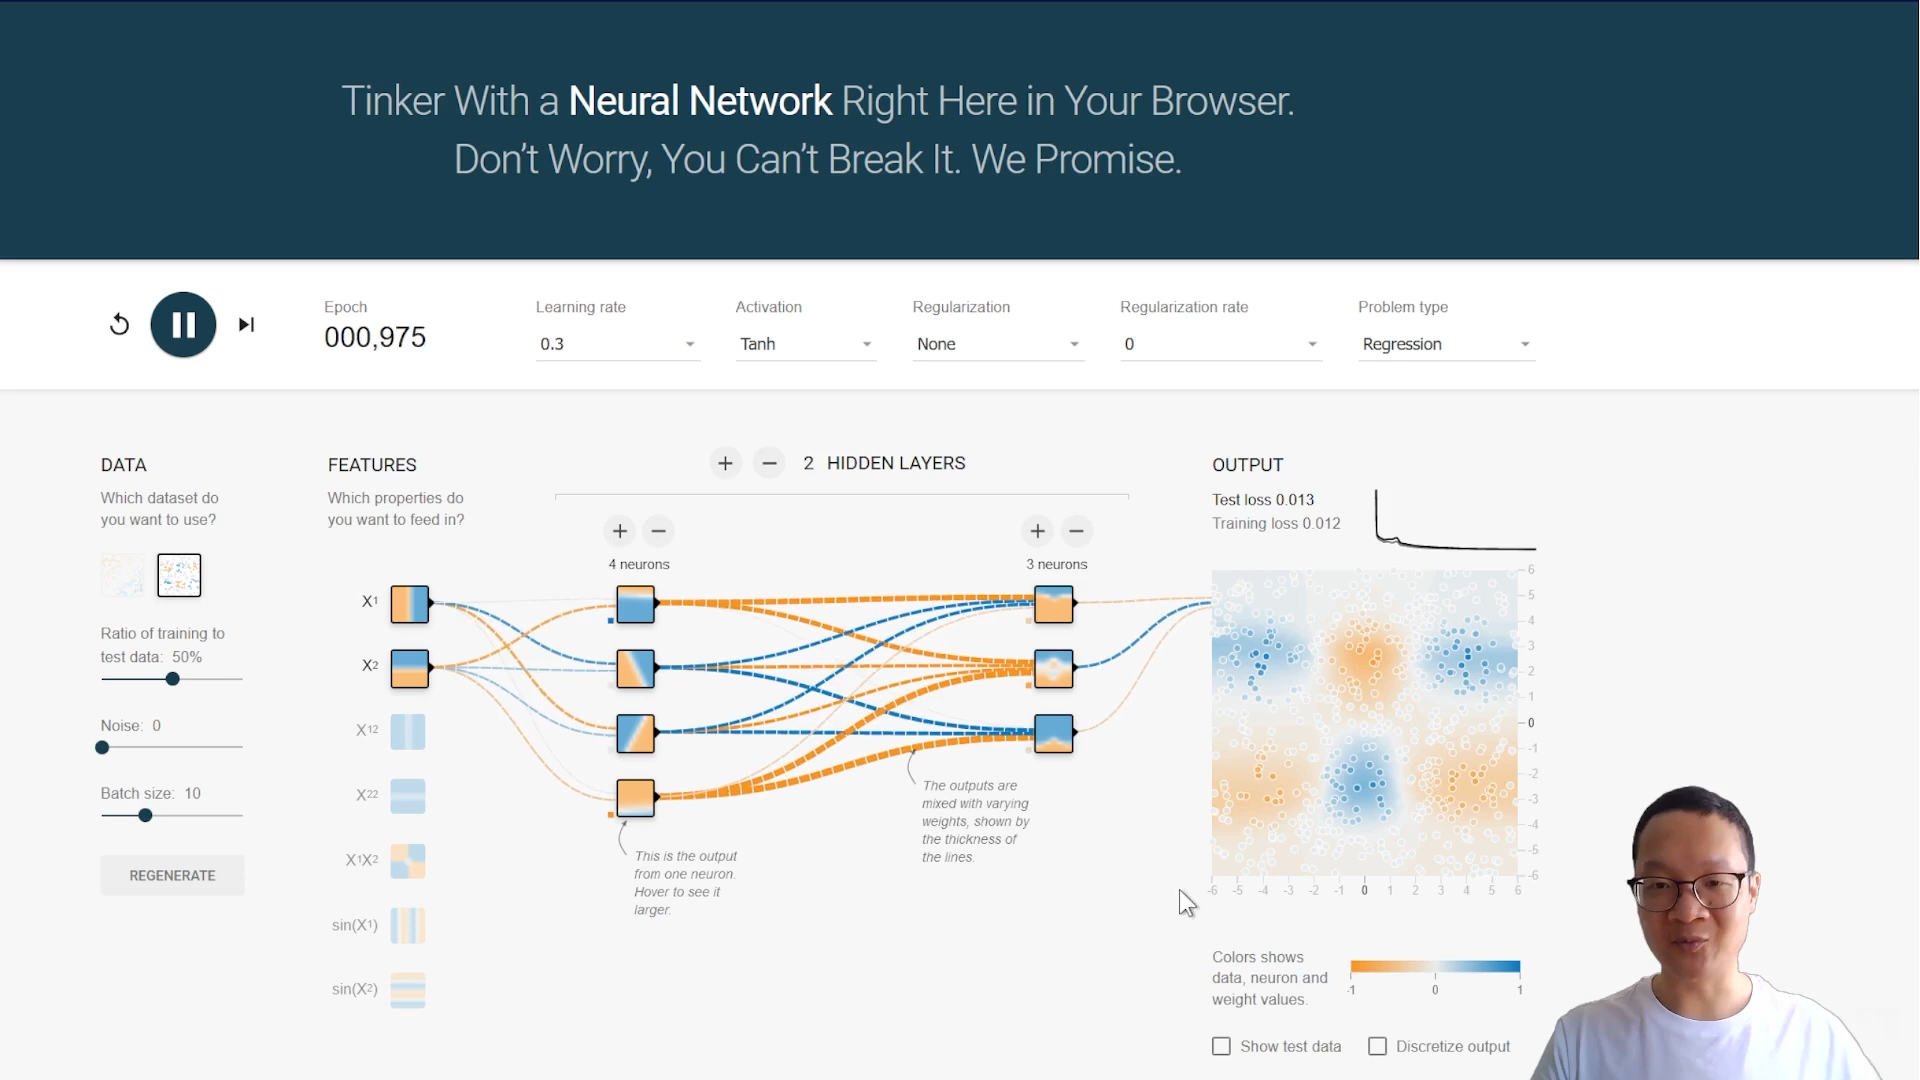 Tinker With a Neural Network Right Here in Your Browser.
Don't Worry, You Can't Break It. We Promise.
Epoch
000,975
Learning rate
0.3
Activation
Tanh
Regularization
None
Regularization rate
0
Problem type
Regression
DATA
Which dataset do
you want to use?
Ratio of training to
test data: 50%
Noise: 0
Batch size: 10
REGENERATE
FEATURES
Which properties do
you want to feed in?
X1
X2
X12
X22
X1X2
sin(X1)
sin(X2)
+ − 2 HIDDEN LAYERS
+ −
4 neurons
+ −
3 neurons
This is the output
from one neuron.
Hover to see it
larger.
The outputs are
mixed with varying
weights, shown by
the thickness of
the lines.
OUTPUT
Test loss 0.013
Training loss 0.012
6
5
4
3
2
1
0
-1
-2
-3
-4
-5
-6
-6 -5 -4 -3 -2 -1 0 1 2 3 4 5 6
Colors shows
data, neuron and
weight values.
-1 0 1
Show test data
Discretize output